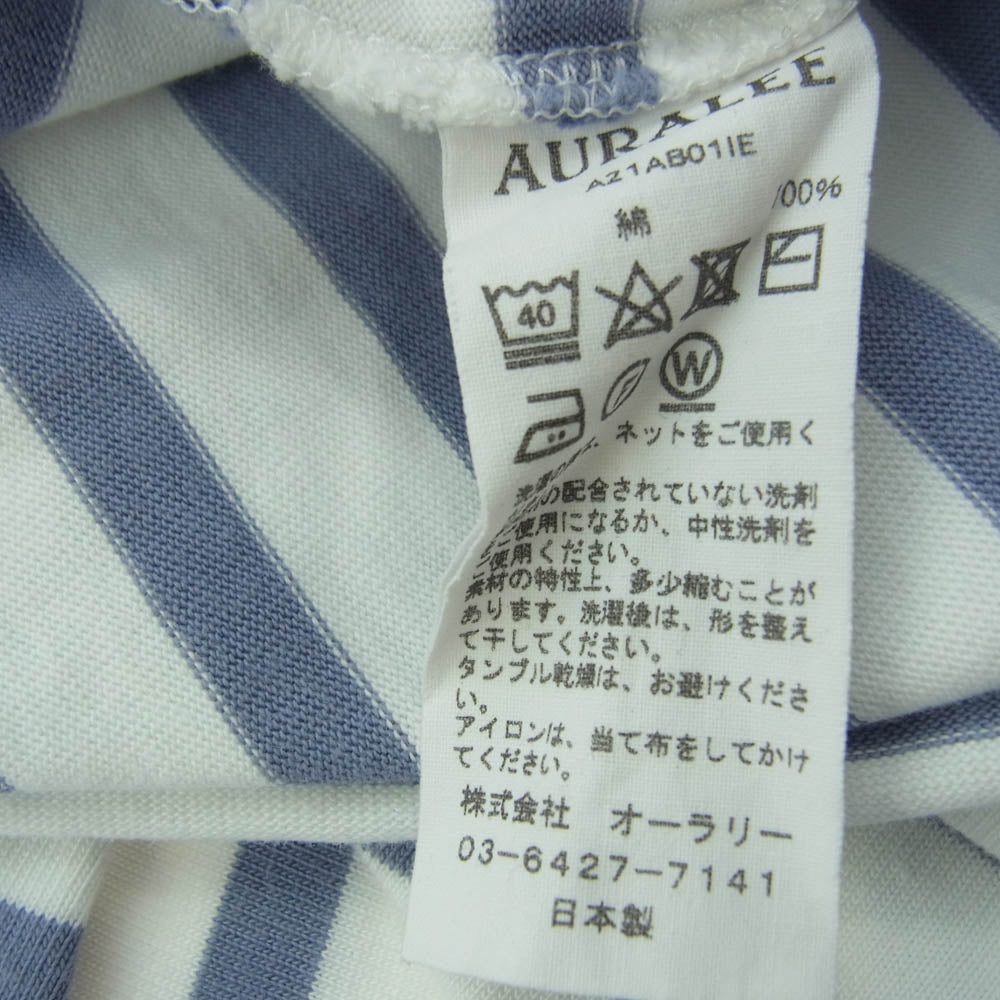 AURALEE
AZ1AB01IE
綿 100%
40
F W
ネットをご使用く
の配合されていない洗剤
ご使用になるか、中性洗剤を
ご使用ください。
素材の特性上、多少縮むことが
あります。洗濯後は、形を整え
て干してください。
タンブル乾燥は、お避けくださ
い。
アイロンは、当て布をしてかけ
てください。
株式会社 オーラリー
03-6427-7141
日本製